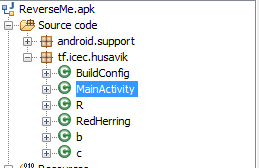 ReverseMe.apk
Source code
android.support
tf.icec.husavik
BuildConfig
MainActivity
R
RedHerring
b
c